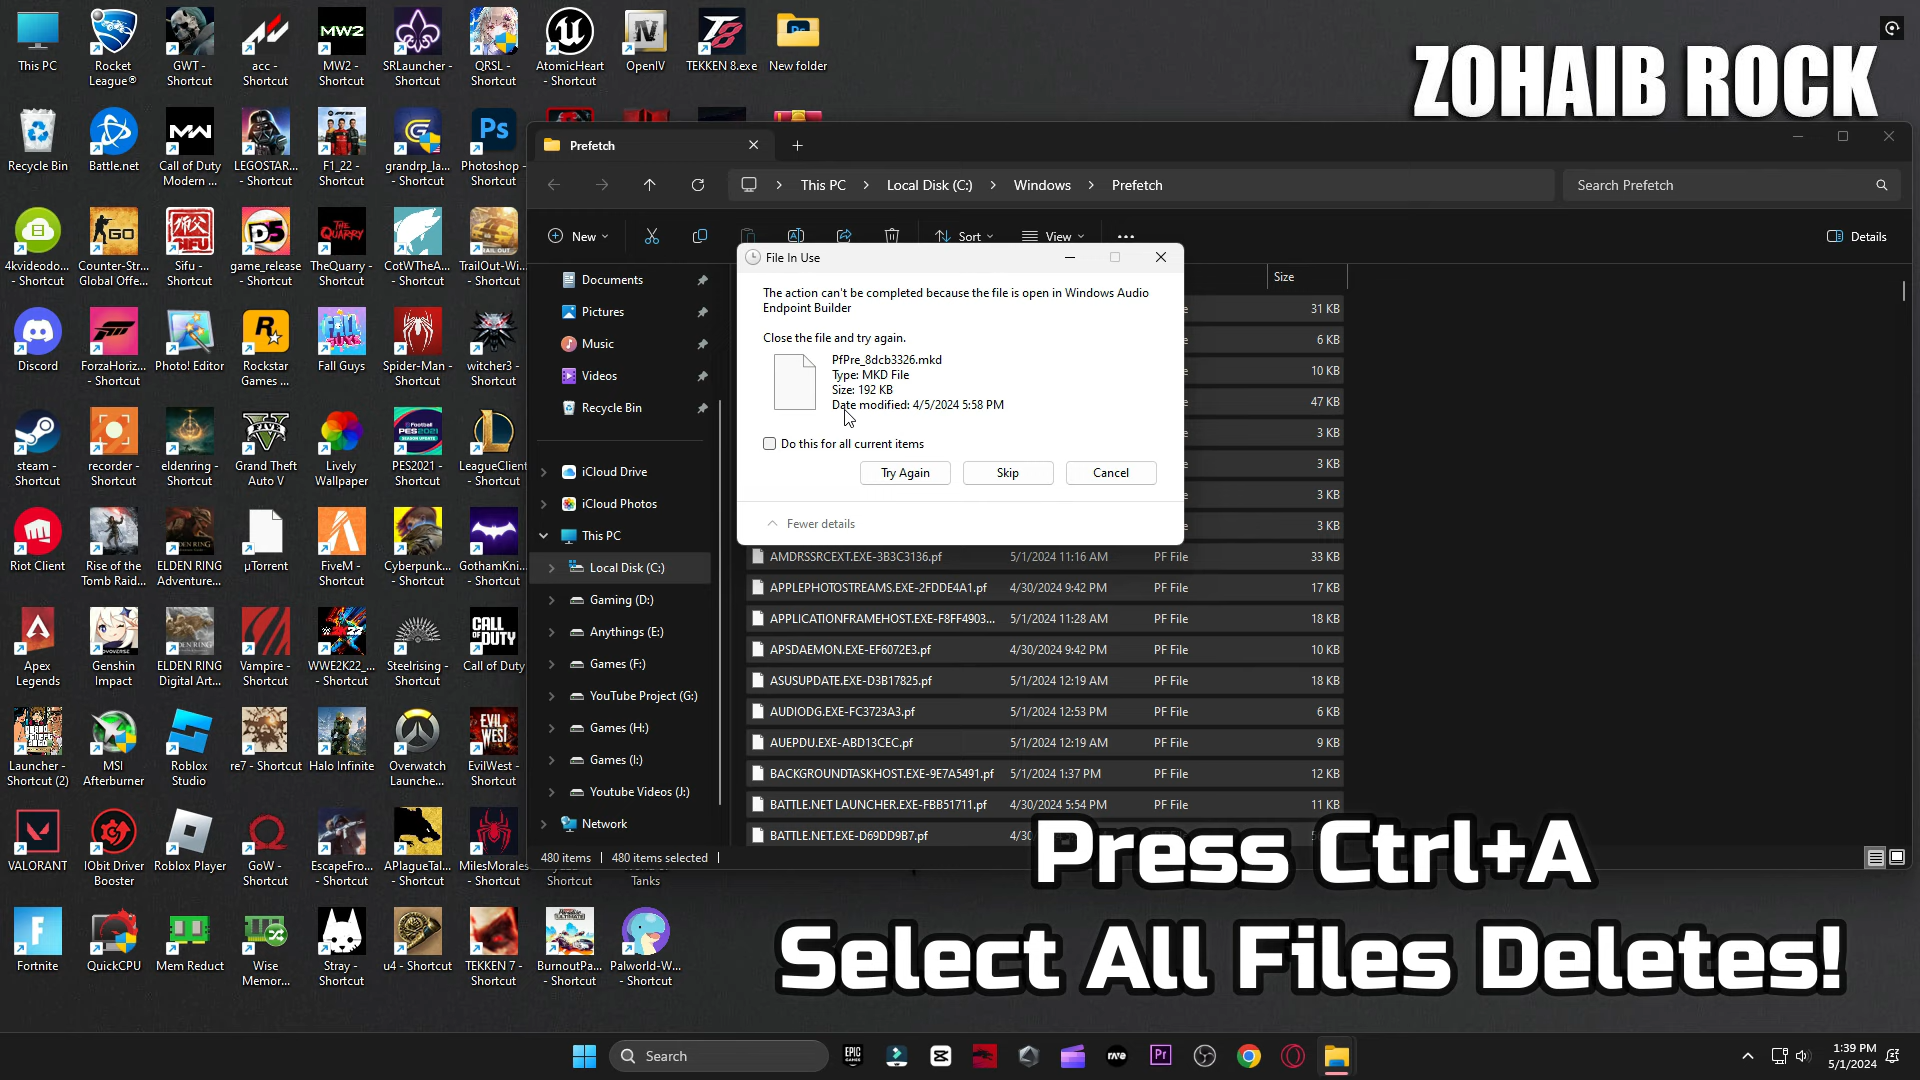 This PC
Rocket
League®
GWT -
Shortcut
acc -
Shortcut
MW2
MW2 -
Shortcut
SRLauncher -
Shortcut
QRSL -
Shortcut
AtomicHeart
- Shortcut
OpenIV
TEKKEN 8.exe
New folder
ZOHAIB ROCK
Recycle Bin
Battle.net
Call of Duty
Modern ...
LEGOSTAR...
- Shortcut
F1_22 -
Shortcut
grandrp_la...
- Shortcut
Ps
Photoshop -
Shortcut
4kvideodo...
- Shortcut
GO
Counter-Str...
Global Offe...
Sifu -
Shortcut
game_release
- Shortcut
TheQuarry -
Shortcut
CotWTheA...
- Shortcut
TrailOut-Wi...
- Shortcut
Discord
ForzaHoriz...
- Shortcut
Photo! Editor
Rockstar
Games ...
Fall Guys
Spider-Man -
Shortcut
witcher3 -
Shortcut
steam -
Shortcut
recorder -
Shortcut
eldenring -
Shortcut
Grand Theft
Auto V
Lively
Wallpaper
PES2021 -
Shortcut
LeagueClient
- Shortcut
Riot Client
Rise of the
Tomb Raid...
ELDEN RING
Adventure...
µTorrent
FiveM -
Shortcut
Cyberpunk...
- Shortcut
GothamKni...
- Shortcut
Apex
Legends
Genshin
Impact
ELDEN RING
Digital Art...
Vampire -
Shortcut
WWE2K22_...
- Shortcut
Steelrising -
Shortcut
CALL
OF DUTY
Call of Duty
Launcher -
Shortcut (2)
MSI
Afterburner
Roblox
Studio
re7 - Shortcut
Halo Infinite
Overwatch
Launche...
EVIL
WEST
EvilWest -
Shortcut
VALORANT
IObit Driver
Booster
Roblox Player
GoW -
Shortcut
EscapeFro...
- Shortcut
APlagueTal...
- Shortcut
MilesMorales
- Shortcut
Shortcut
Tanks
Fortnite
QuickCPU
Mem Reduct
Wise
Memor...
Stray -
Shortcut
u4 - Shortcut
TEKKEN 7 -
Shortcut
BurnoutPa...
- Shortcut
Palworld-W...
- Shortcut
Prefetch
This PC
Local Disk (C:)
Windows
Prefetch
Search Prefetch
New
Sort
View
Details
Documents
Pictures
Music
Videos
Recycle Bin
iCloud Drive
iCloud Photos
This PC
Local Disk (C:)
Gaming (D:)
Anythings (E:)
Games (F:)
YouTube Project (G:)
Games (H:)
Games (I:)
Youtube Videos (J:)
Network
Size
31 KB
6 KB
10 KB
47 KB
3 KB
3 KB
3 KB
3 KB
File In Use
The action can't be completed because the file is open in Windows Audio
Endpoint Builder
Close the file and try again.
PfPre_8dcb3326.mkd
Type: MKD File
Size: 192 KB
Date modified: 4/5/2024 5:58 PM
Do this for all current items
Try Again
Skip
Cancel
Fewer details
AMDRSSRCEXT.EXE-3B3C3136.pf 5/1/2024 11:16 AM PF File 33 KB
APPLEPHOTOSTREAMS.EXE-2FDDE4A1.pf 4/30/2024 9:42 PM PF File 17 KB
APPLICATIONFRAMEHOST.EXE-F8FF4903... 5/1/2024 11:28 AM PF File 18 KB
APSDAEMON.EXE-EF6072E3.pf 4/30/2024 9:42 PM PF File 10 KB
ASUSUPDATE.EXE-D3B17825.pf 5/1/2024 12:19 AM PF File 18 KB
AUDIODG.EXE-FC3723A3.pf 5/1/2024 12:53 PM PF File 6 KB
AUEPDU.EXE-ABD13CEC.pf 5/1/2024 12:19 AM PF File 9 KB
BACKGROUNDTASKHOST.EXE-9E7A5491.pf 5/1/2024 1:37 PM PF File 12 KB
BATTLE.NET LAUNCHER.EXE-FBB51711.pf 4/30/2024 5:54 PM PF File 11 KB
BATTLE.NET.EXE-D69DD9B7.pf 4/30
480 items
480 items selected
Press Ctrl+A
Select All Files Deletes!
Search
EPIC
Pr
1:39 PM
5/1/2024